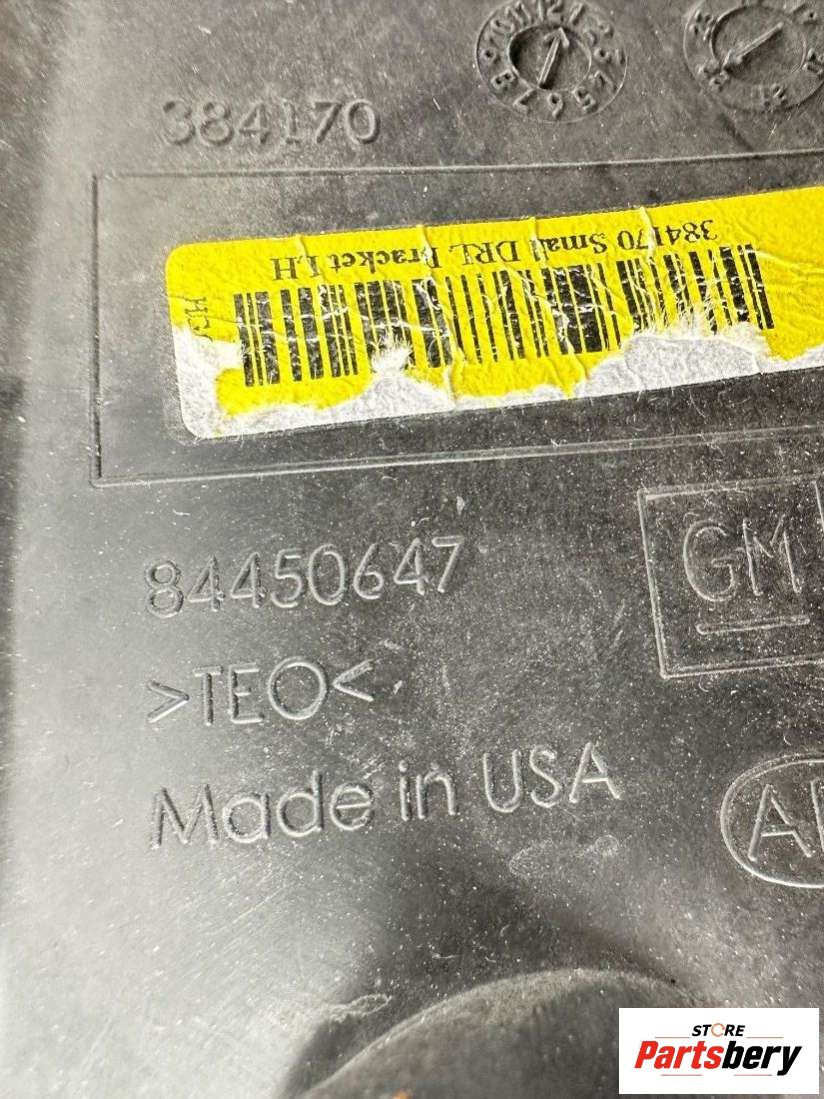 384170
384170 Small DRL Bracket LH
84450647
GM
>TEO<
Made in USA
STORE
Partsbery